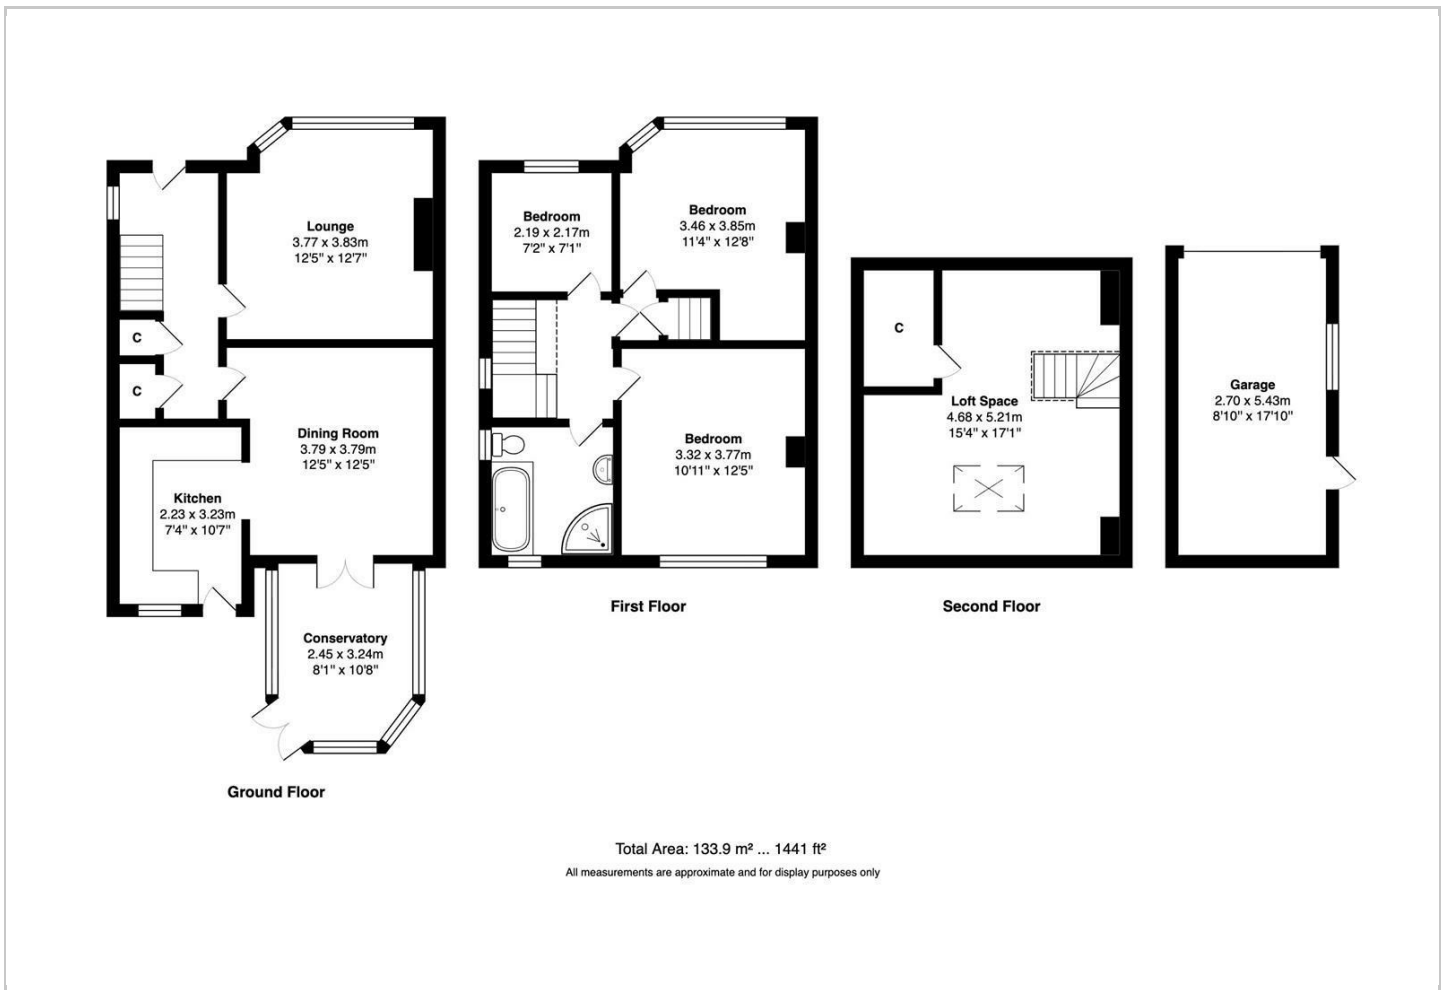 Lounge
3.77 x 3.83m
12'5" x 12'7"
C
C
Dining Room
3.79 x 3.79m
12'5" x 12'5"
Kitchen
2.23 x 3.23m
7'4" x 10'7"
Conservatory
2.45 x 3.24m
8'1" x 10'8"
Ground Floor
Bedroom
2.19 x 2.17m
7'2" x 7'1"
Bedroom
3.46 x 3.85m
11'4" x 12'8"
Bedroom
3.32 x 3.77m
10'11" x 12'5"
First Floor
C
Loft Space
4.68 x 5.21m
15'4" x 17'1"
Second Floor
Garage
2.70 x 5.43m
8'10" x 17'10"
Total Area: 133.9 m² ... 1441 ft²
All measurements are approximate and for display purposes only